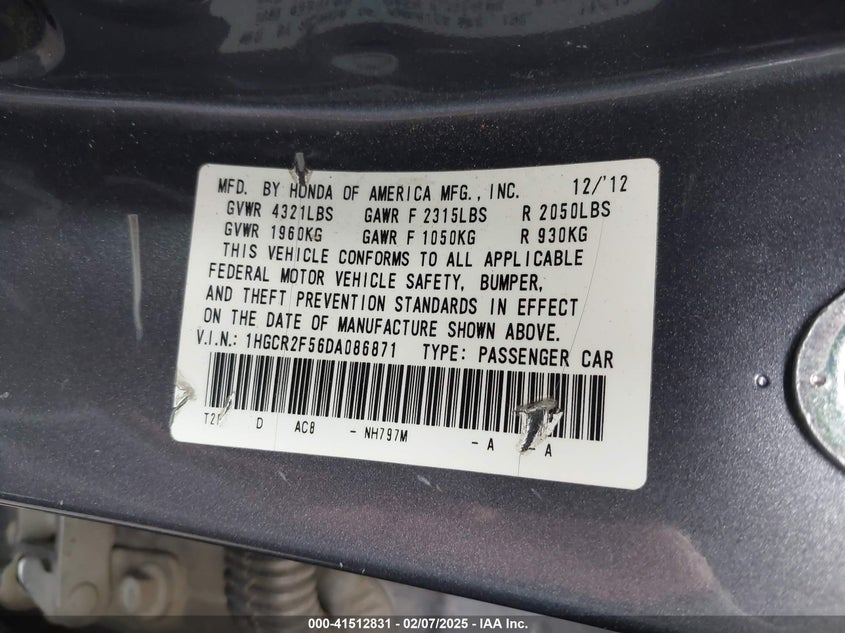 MFD. BY HONDA OF AMERICA MFG., INC. 12/'12
GVWR 4321LBS GAWR F 2315LBS R 2050LBS
GVWR 1960KG GAWR F 1050KG R 930KG
THIS VEHICLE CONFORMS TO ALL APPLICABLE
FEDERAL MOTOR VEHICLE SAFETY, BUMPER,
AND THEFT PREVENTION STANDARDS IN EFFECT
ON THE DATE OF MANUFACTURE SHOWN ABOVE.
V.I.N.: 1HGCR2F56DA086871 TYPE: PASSENGER CAR
D AC8 - NH797M - A - A
000-41512831 - 02/07/2025 - IAA Inc.